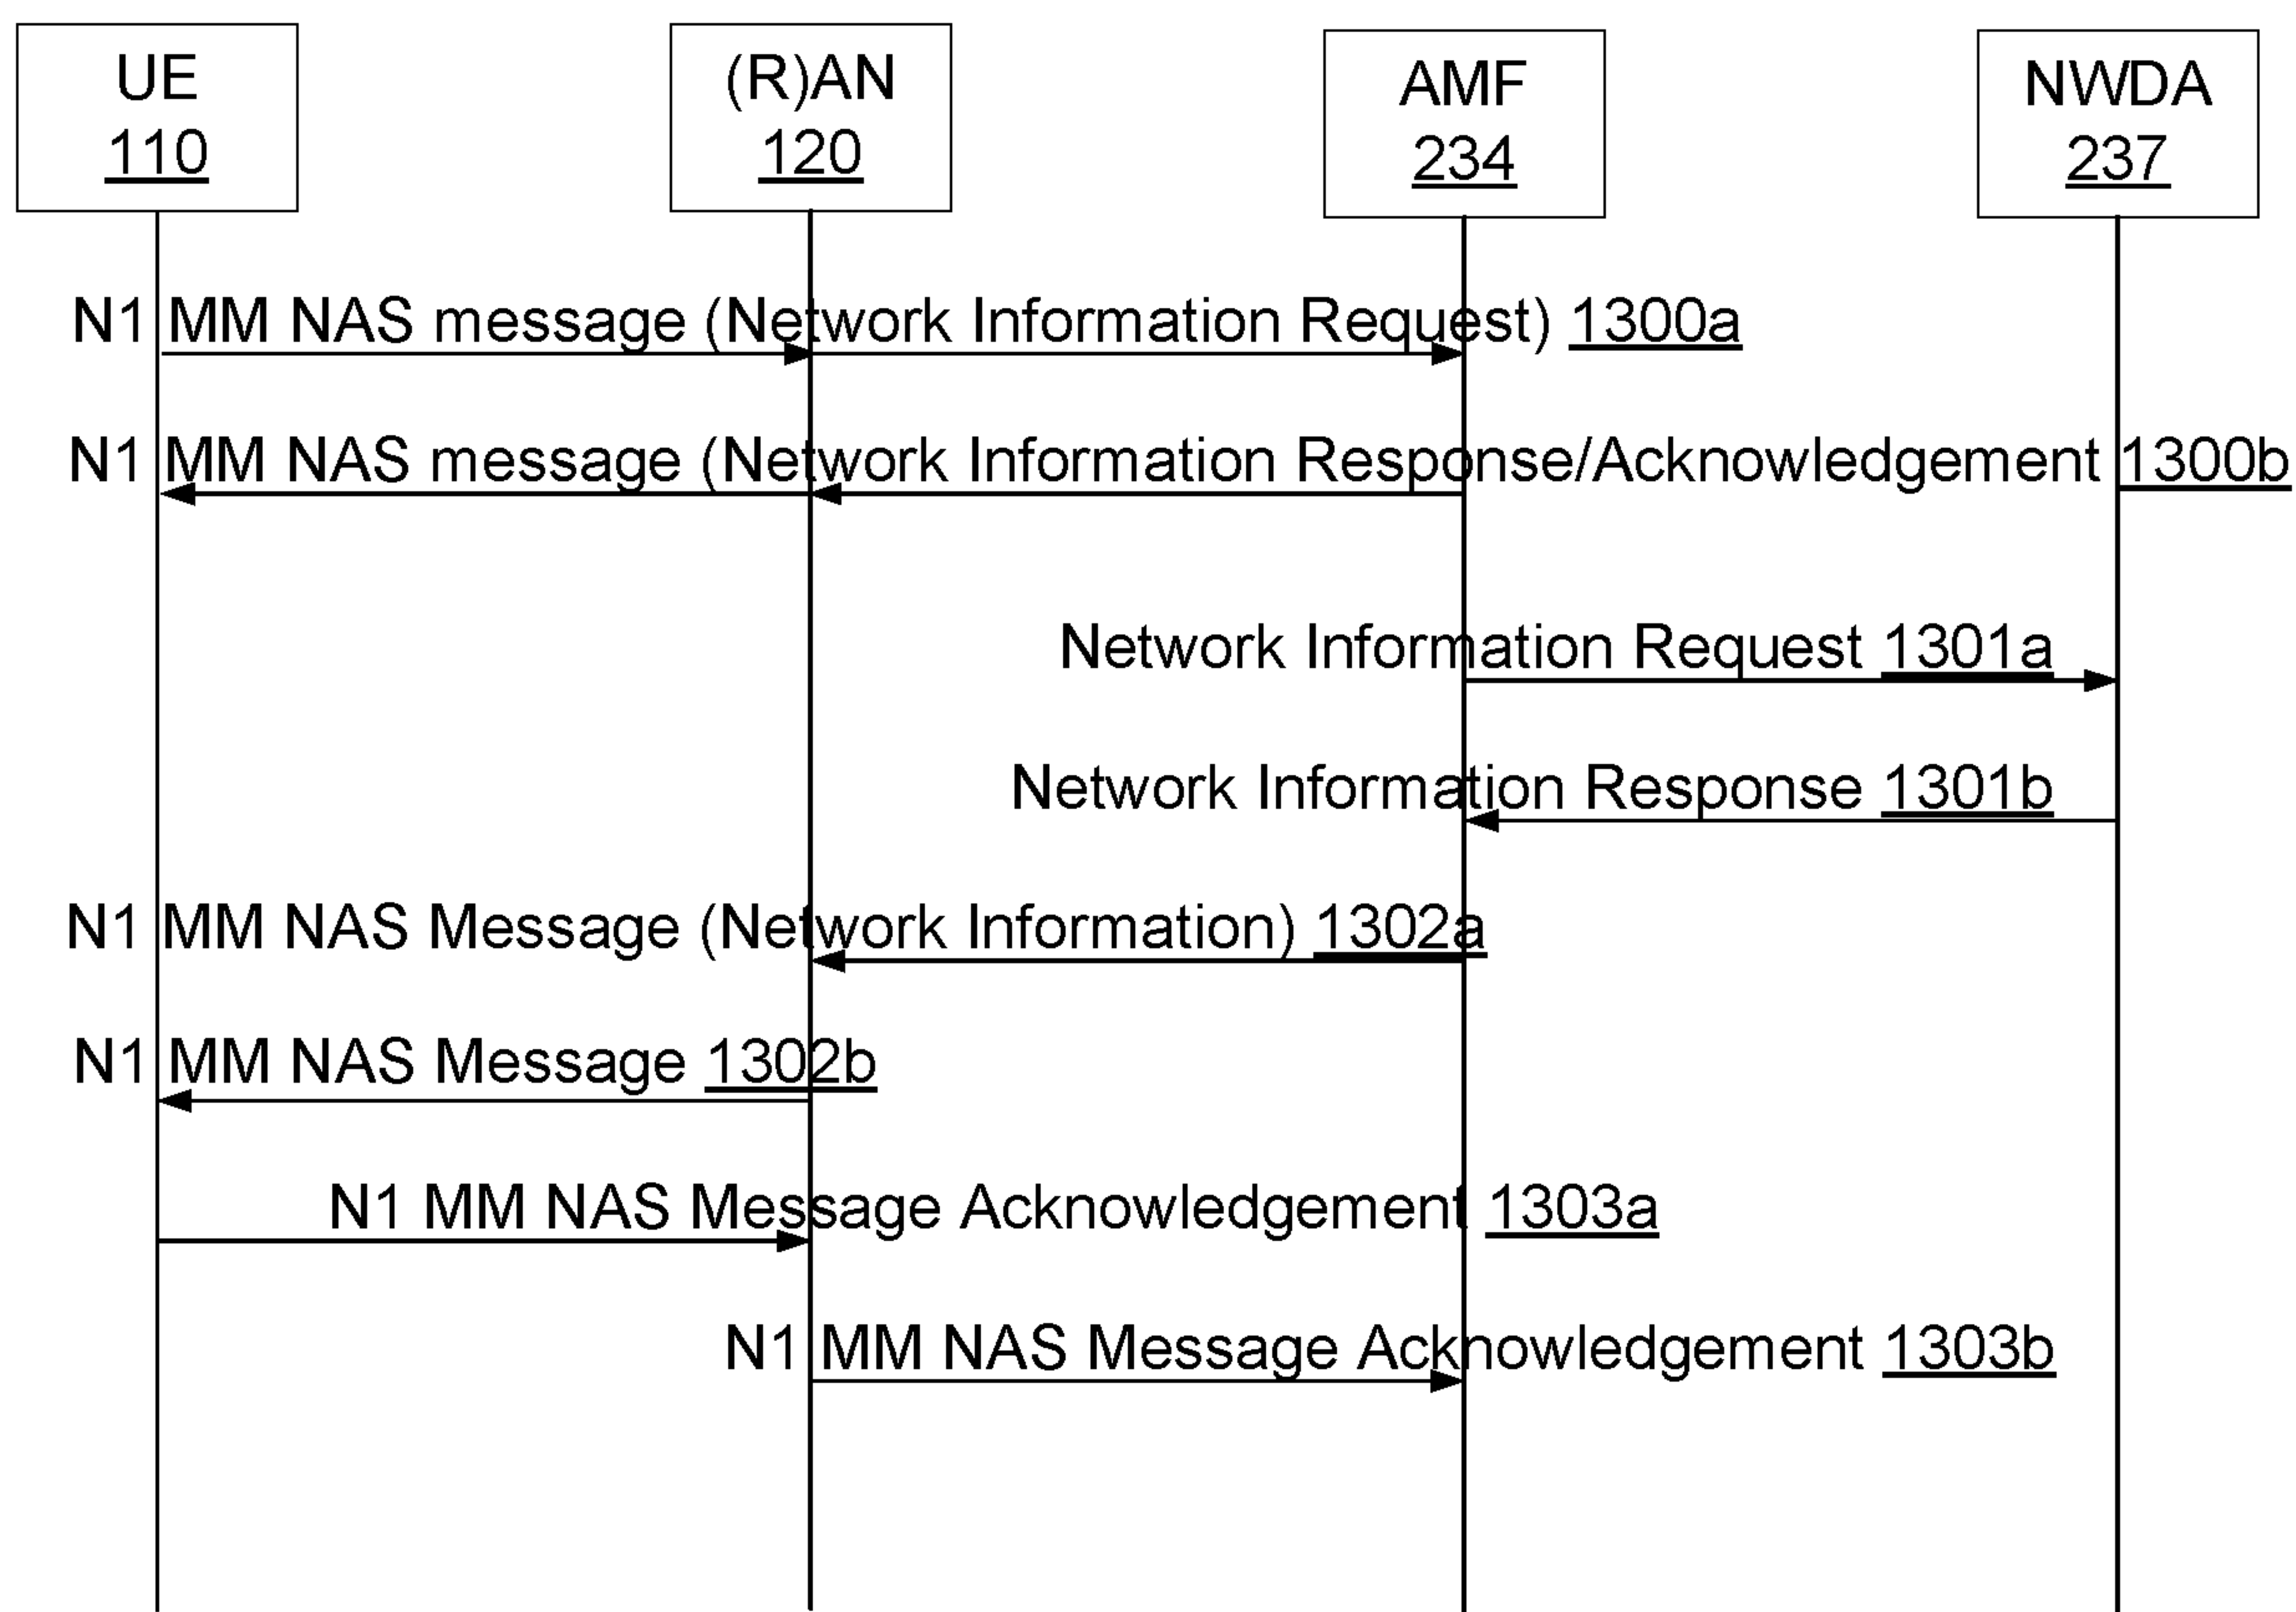 UE
110
(R)AN
120
AMF
234
NWDA
237
N1 MM NAS message (Network Information Request) 1300a
N1 MM NAS message (Network Information Response/Acknowledgement 1300b
Network Information Request 1301a
Network Information Response 1301b
N1 MM NAS Message (Network Information) 1302a
N1 MM NAS Message 1302b
N1 MM NAS Message Acknowledgement 1303a
N1 MM NAS Message Acknowledgement 1303b